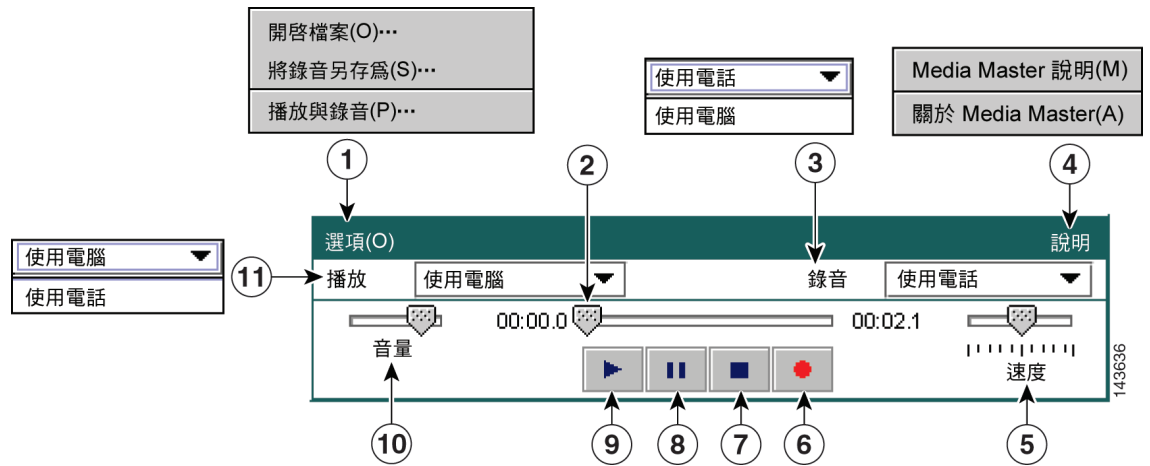 開啓檔案(O)⋯
將錄音另存爲(S)⋯
播放與錄音(P)⋯
使用電話
使用電腦
Media Master 說明(M)
關於 Media Master(A)
1
2
3
4
選項(O)
說明
使用電腦
使用電話
11
播放
使用電腦
錄音
使用電話
00:00.0
00:02.1
音量
速度
143636
10
9
8
7
6
5